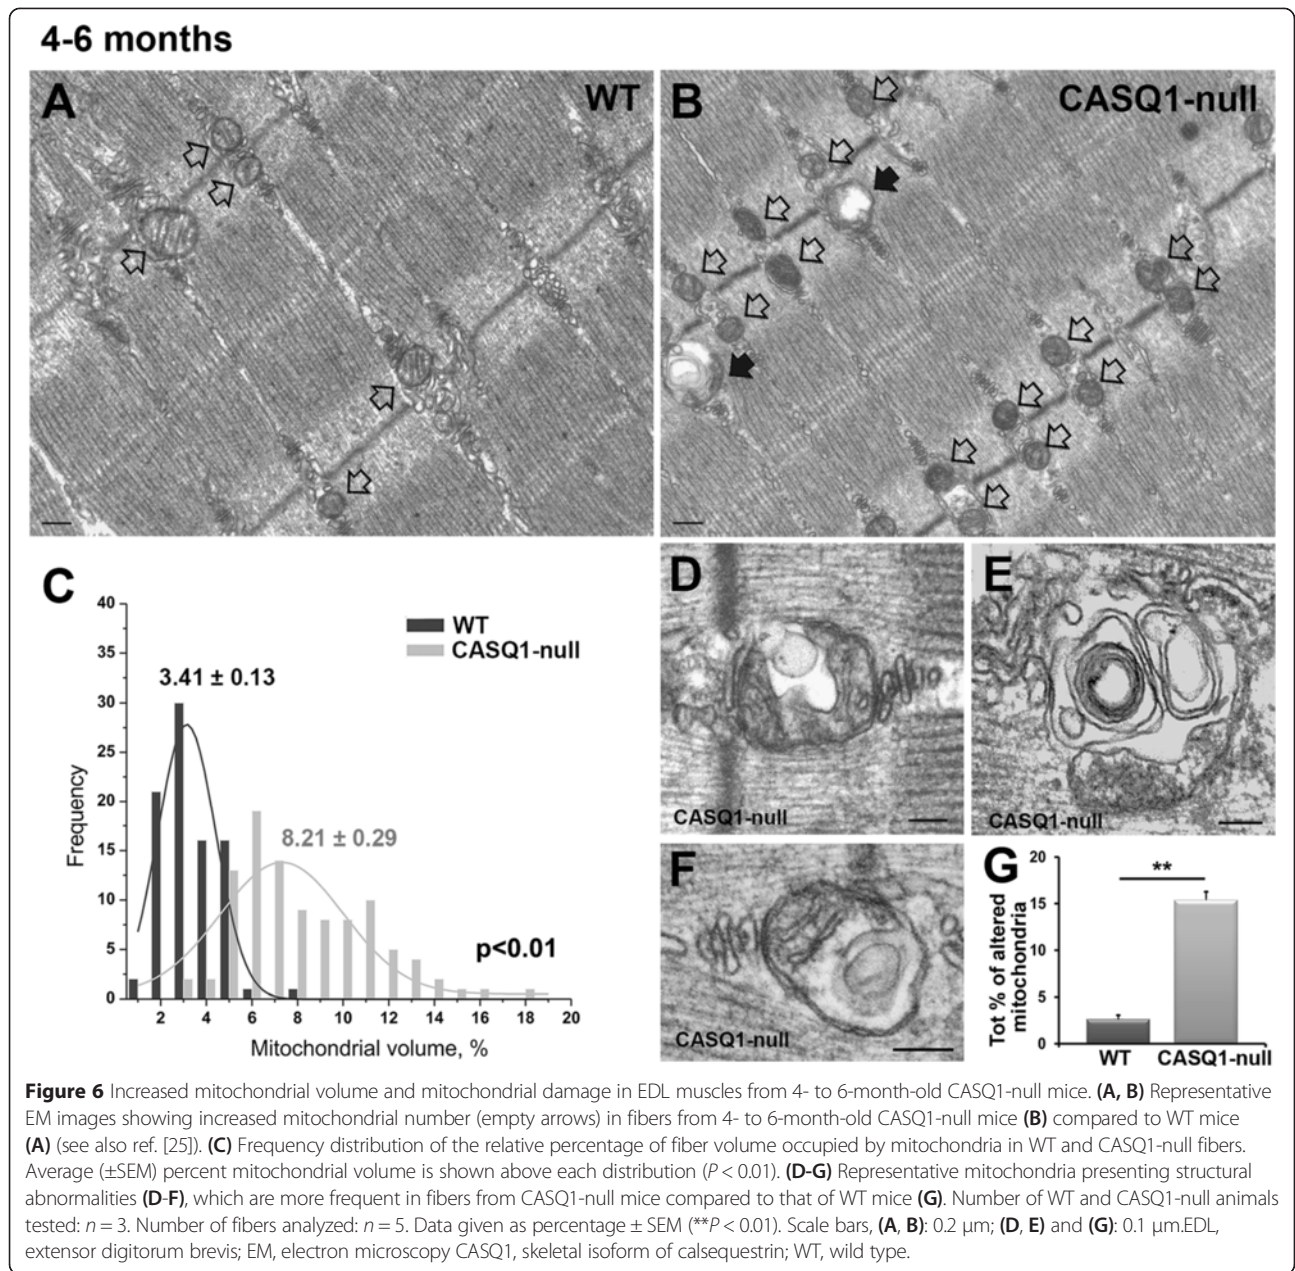 4-6 months
A
WT
B
CASQ1-null
C
40
35
30
25
20
15
10
5
0
Frequency
WT
CASQ1-null
3.41 ± 0.13
8.21 ± 0.29
p<0.01
2 4 6 8 10 12 14 16 18 20
Mitochondrial volume, %
D
CASQ1-null
E
CASQ1-null
F
CASQ1-null
G
20
15
10
5
0
Tot % of altered
mitochondria
**
WT CASQ1-null
Figure 6 Increased mitochondrial volume and mitochondrial damage in EDL muscles from 4- to 6-month-old CASQ1-null mice. (A, B) Representative
EM images showing increased mitochondrial number (empty arrows) in fibers from 4- to 6-month-old CASQ1-null mice (B) compared to WT mice
(A) (see also ref. [25]). (C) Frequency distribution of the relative percentage of fiber volume occupied by mitochondria in WT and CASQ1-null fibers.
Average (±SEM) percent mitochondrial volume is shown above each distribution (P < 0.01). (D-G) Representative mitochondria presenting structural
abnormalities (D-F), which are more frequent in fibers from CASQ1-null mice compared to that of WT mice (G). Number of WT and CASQ1-null animals
tested: n = 3. Number of fibers analyzed: n = 5. Data given as percentage ± SEM (**P < 0.01). Scale bars, (A, B): 0.2 μm; (D, E) and (G): 0.1 μm.EDL,
extensor digitorum brevis; EM, electron microscopy CASQ1, skeletal isoform of calsequestrin; WT, wild type.